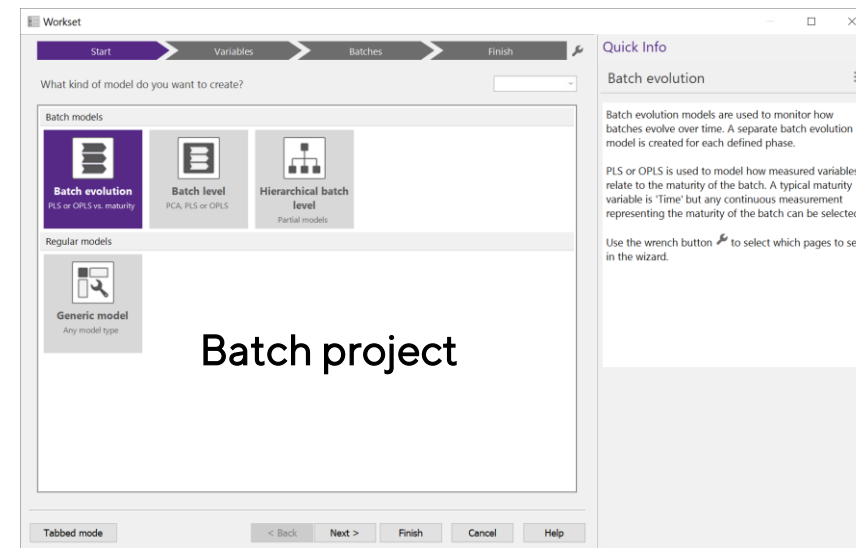 Workset
Start
Variables
Batches
Finish
What kind of model do you want to create?
Batch models
Batch evolution
PLS or OPLS vs. maturity
Batch level
PCA, PLS or OPLS
Hierarchical batch
level
Partial models
Regular models
Generic model
Any model type
Batch project
Tabbed mode
< Back
Next >
Finish
Cancel
Help
Quick Info
Batch evolution
Batch evolution models are used to monitor how
batches evolve over time. A separate batch evolution
model is created for each defined phase.
PLS or OPLS is used to model how measured variables
relate to the maturity of the batch. A typical maturity
variable is 'Time' but any continuous measurement
representing the maturity of the batch can be selected
Use the wrench button to select which pages to se
in the wizard.